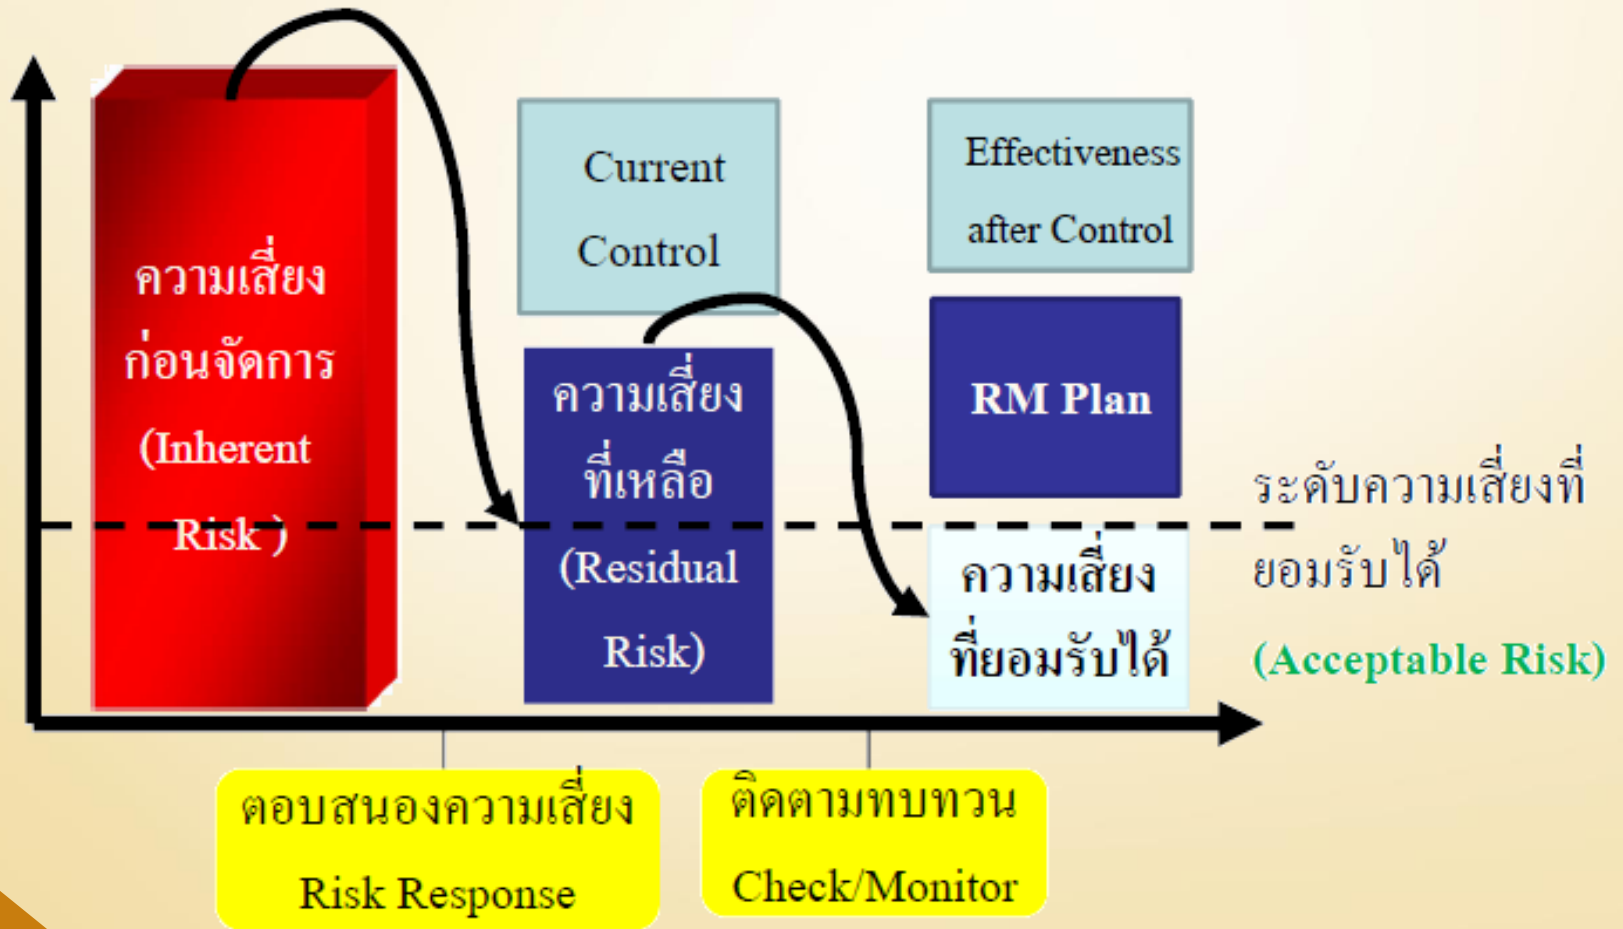 ความเสี่ยง
ก่อนจัดการ
(Inherent
Risk )
Current
Control
ความเสี่ยง
ที่เหลือ
(Residual
Risk)
Effectiveness
after Control
RM Plan
ความเสี่ยง
ที่ยอมรับได้
ระดับความเสี่ยงที่
ยอมรับได้
(Acceptable Risk)
ตอบสนองความเสี่ยง
Risk Response
ติดตามทบทวน
Check/Monitor